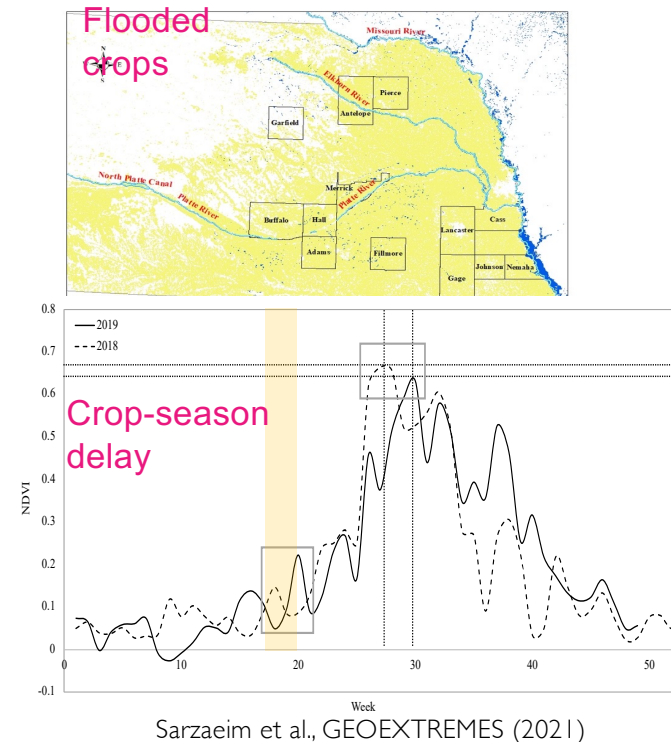 Flooded
crops
Missouri River
Elkhorn River
Pierce
Antelope
Garfield
North Platte Canal
Merrick
Platte River
Platte River
Buffalo
Hall
Lancaster
Cass
Adams
Fillmore
Gage
Johnson
Nemaha
0.8
2019
0.7
2018
0.6
Crop-season
delay
0.5
0.4
NDVI
0.3
0.2
0.1
0
0
10
20
30
40
50
-0.1
Week
Sarzaeim et al., GEOEXTREMES (2021)